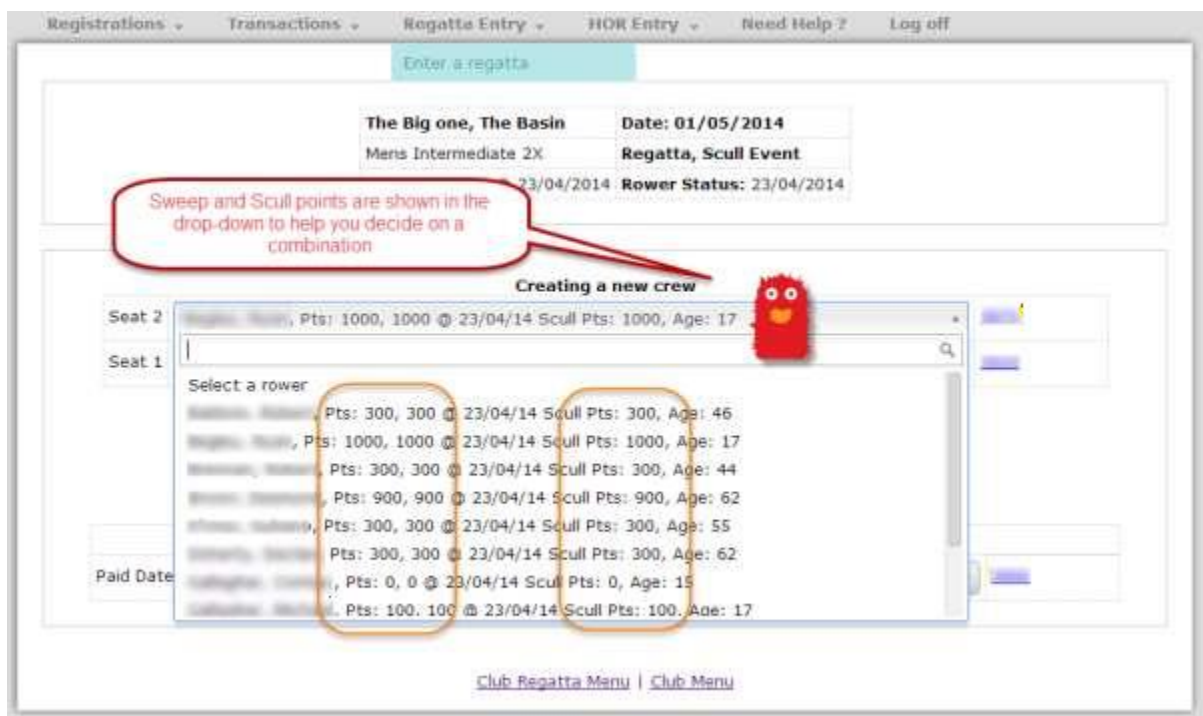 Registrations Transactions Regatta Entry HOR Entry Need Help ? Log off
Enter a regatta
The Big one, The Basin Date: 01/05/2014
Mens Intermediate 2X Regatta, Scull Event
23/04/2014 Rower Status: 23/04/2014
Sweep and Scull points are shown in the
drop-down to help you decide on a
combination
Creating a new crew
Seat 2 , Pts: 1000, 1000 @ 23/04/14 Scull Pts: 1000, Age: 17
Seat 1
Select a rower
, Pts: 300, 300 @ 23/04/14 Scull Pts: 300, Age: 46
, Pts: 1000, 1000 @ 23/04/14 Scull Pts: 1000, Age: 17
, Pts: 300, 300 @ 23/04/14 Scull Pts: 300, Age: 44
, Pts: 900, 900 @ 23/04/14 Scull Pts: 900, Age: 62
, Pts: 300, 300 @ 23/04/14 Scull Pts: 300, Age: 55
Pts: 300, 300 @ 23/04/14 Scull Pts: 300, Age: 62
, Pts: 0, 0 @ 23/04/14 Scull Pts: 0, Age: 15
Paid Date
, Pts: 100, 100 @ 23/04/14 Scull Pts: 100, Age: 17
Club Regatta Menu | Club Menu